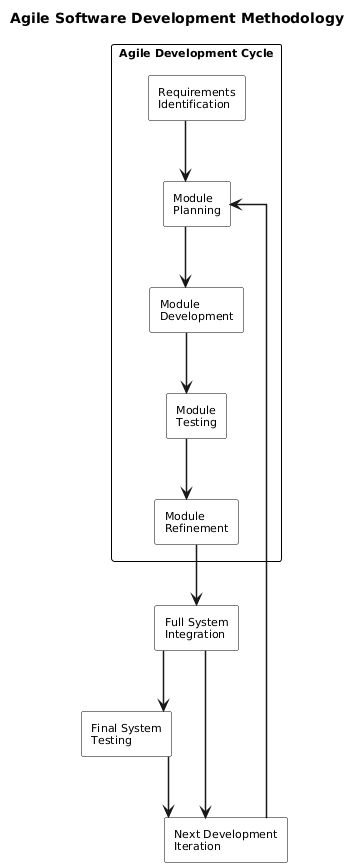 Agile Software Development Methodology
Agile Development Cycle
Requirements
Identification
Module
Planning
Module
Development
Module
Testing
Module
Refinement
Full System
Integration
Final System
Testing
Next Development
Iteration